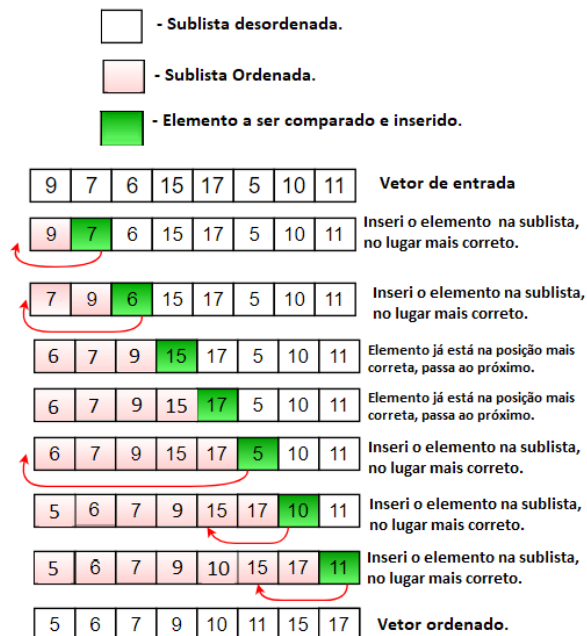 - Sublista desordenada.
- Sublista Ordenada.
- Elemento a ser comparado e inserido.
9 7 6 15 17 5 10 11 Vetor de entrada
9 7 6 15 17 5 10 11 Inseri o elemento na sublista,
no lugar mais correto.
7 9 6 15 17 5 10 11 Inseri o elemento na sublista,
no lugar mais correto.
6 7 9 15 17 5 10 11 Elemento já está na posição mais
correta, passa ao próximo.
6 7 9 15 17 5 10 11 Elemento já está na posição mais
correta, passa ao próximo.
6 7 9 15 17 5 10 11 Inseri o elemento na sublista,
no lugar mais correto.
5 6 7 9 15 17 10 11 Inseri o elemento na sublista,
no lugar mais correto.
5 6 7 9 10 15 17 11 Inseri o elemento na sublista,
no lugar mais correto.
5 6 7 9 10 11 15 17 Vetor ordenado.